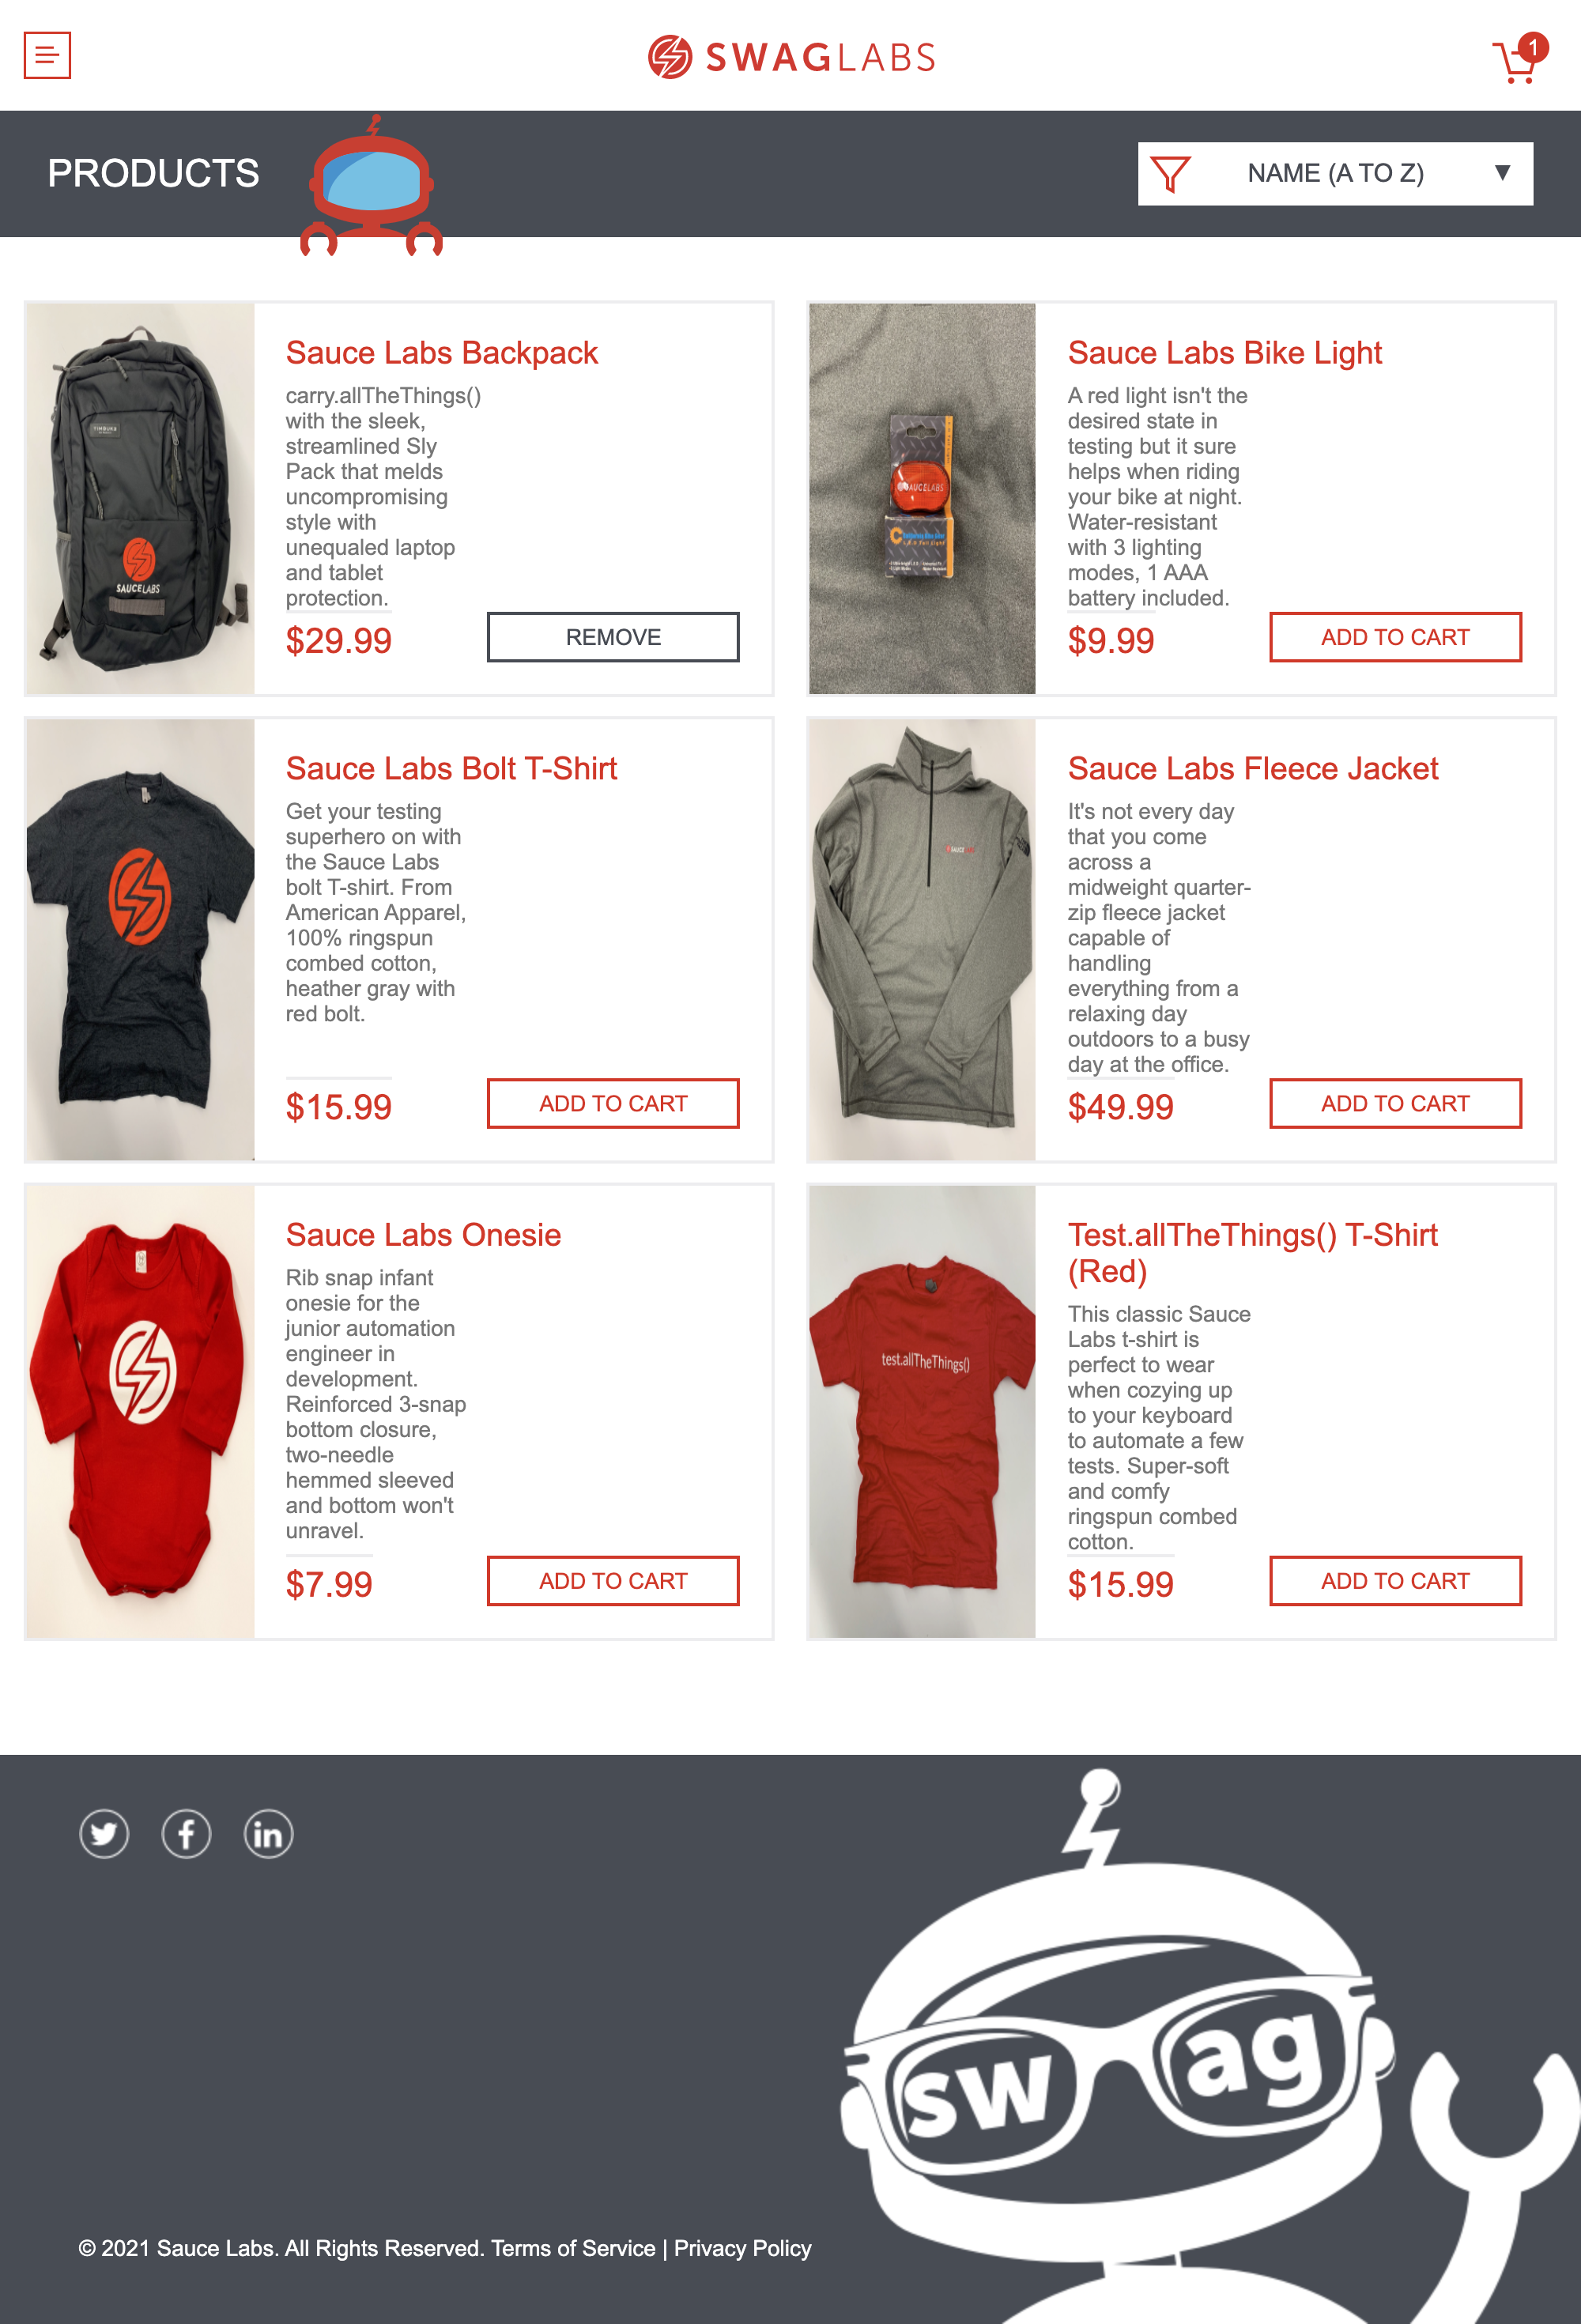 SWAGLABS
1
PRODUCTS
NAME (A TO Z)
Sauce Labs Backpack
carry.allTheThings()
with the sleek,
streamlined Sly
Pack that melds
uncompromising
style with
unequaled laptop
and tablet
protection.
$29.99
REMOVE
SAUCELABS
Sauce Labs Bike Light
A red light isn't the
desired state in
testing but it sure
helps when riding
your bike at night.
Water-resistant
with 3 lighting
modes, 1 AAA
battery included.
$9.99
ADD TO CART
SAUCELABS
Sauce Labs Bolt T-Shirt
Get your testing
superhero on with
the Sauce Labs
bolt T-shirt. From
American Apparel,
100% ringspun
combed cotton,
heather gray with
red bolt.
$15.99
ADD TO CART
Sauce Labs Fleece Jacket
It's not every day
that you come
across a
midweight quarter-
zip fleece jacket
capable of
handling
everything from a
relaxing day
outdoors to a busy
day at the office.
$49.99
ADD TO CART
Sauce Labs Onesie
Rib snap infant
onesie for the
junior automation
engineer in
development.
Reinforced 3-snap
bottom closure,
two-needle
hemmed sleeved
and bottom won't
unravel.
$7.99
ADD TO CART
test.allTheThings()
Test.allTheThings() T-Shirt
(Red)
This classic Sauce
Labs t-shirt is
perfect to wear
when cozying up
to your keyboard
to automate a few
tests. Super-soft
and comfy
ringspun combed
cotton.
$15.99
ADD TO CART
sw ag
© 2021 Sauce Labs. All Rights Reserved. Terms of Service | Privacy Policy